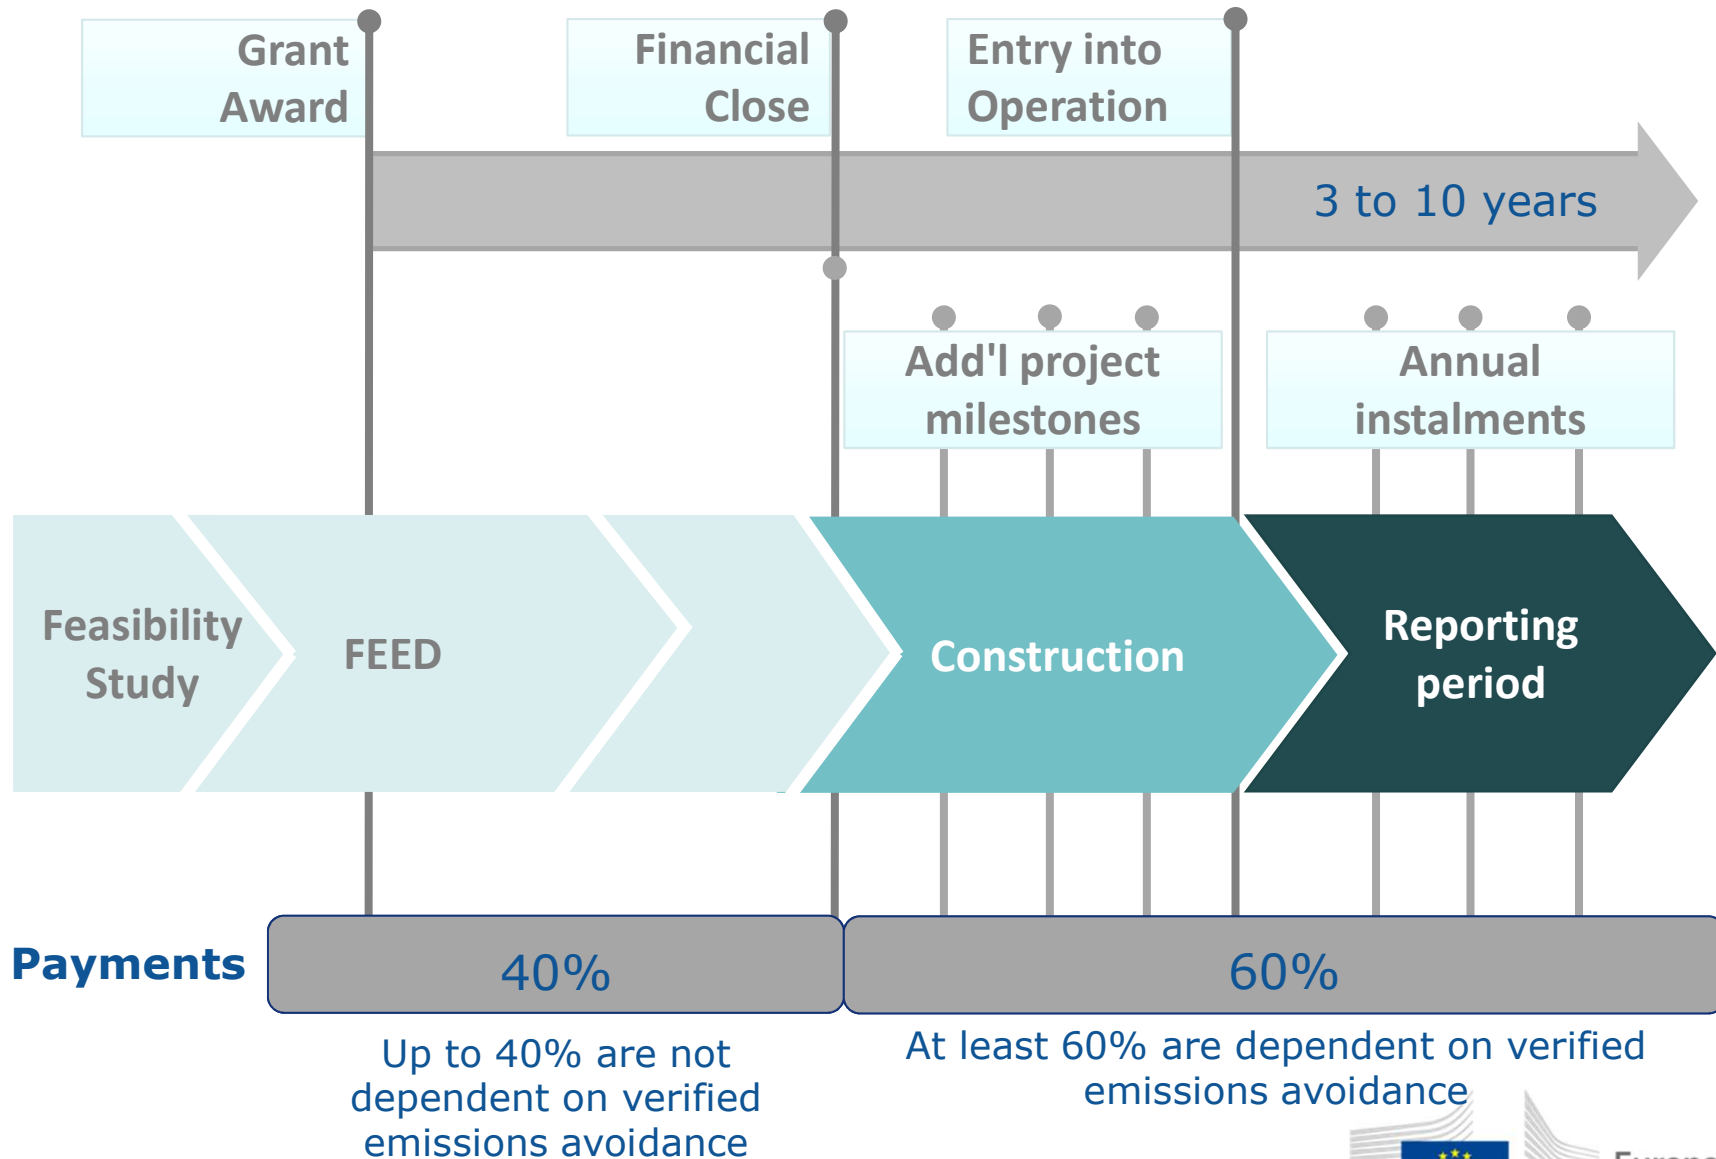 Grant
Award
Financial
Close
Entry into
Operation
3 to 10 years
Add'l project
milestones
Annual
instalments
Feasibility
Study
FEED
Construction
Reporting
period
Payments
40%
60%
Up to 40% are not
dependent on verified
emissions avoidance
At least 60% are dependent on verified
emissions avoidance